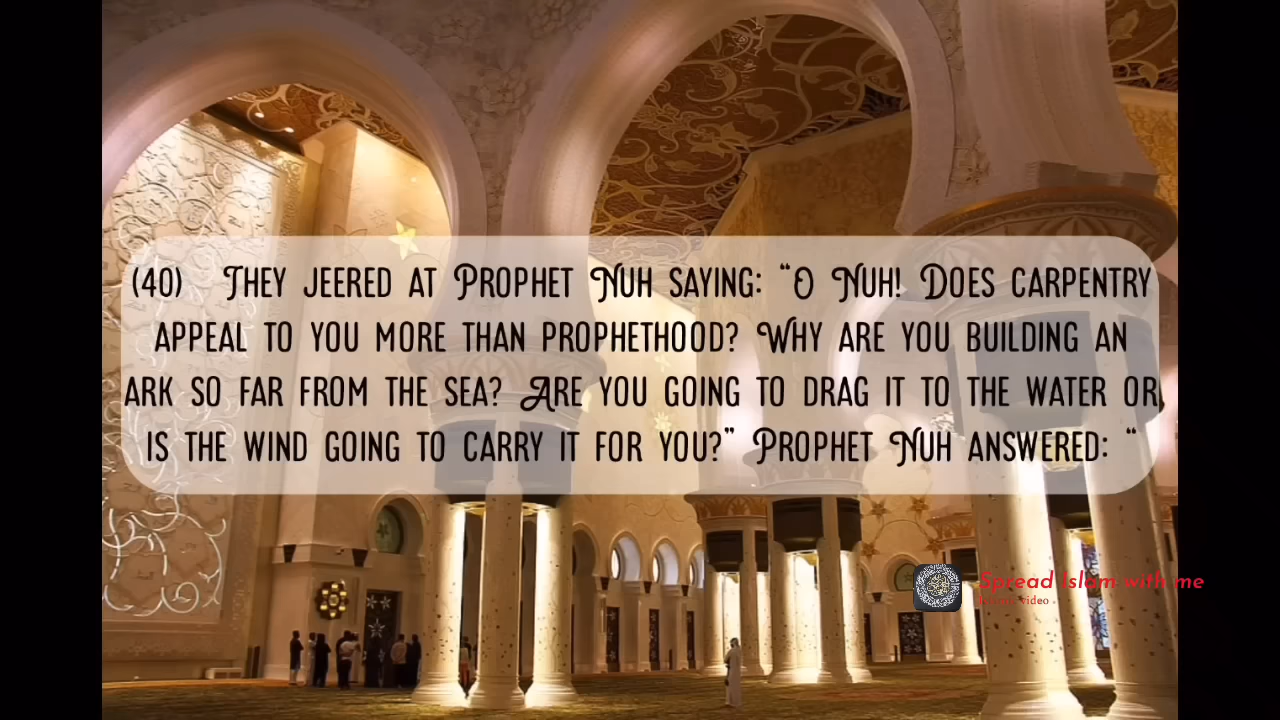 (40) They jeered at Prophet Nuh saying: “O Nuh! Does carpentry
appeal to you more than prophethood? Why are you building an
ark so far from the sea? Are you going to drag it to the water or,
is the wind going to carry it for you?” Prophet Nuh answered: “
Spread Islam with me
Islamic video